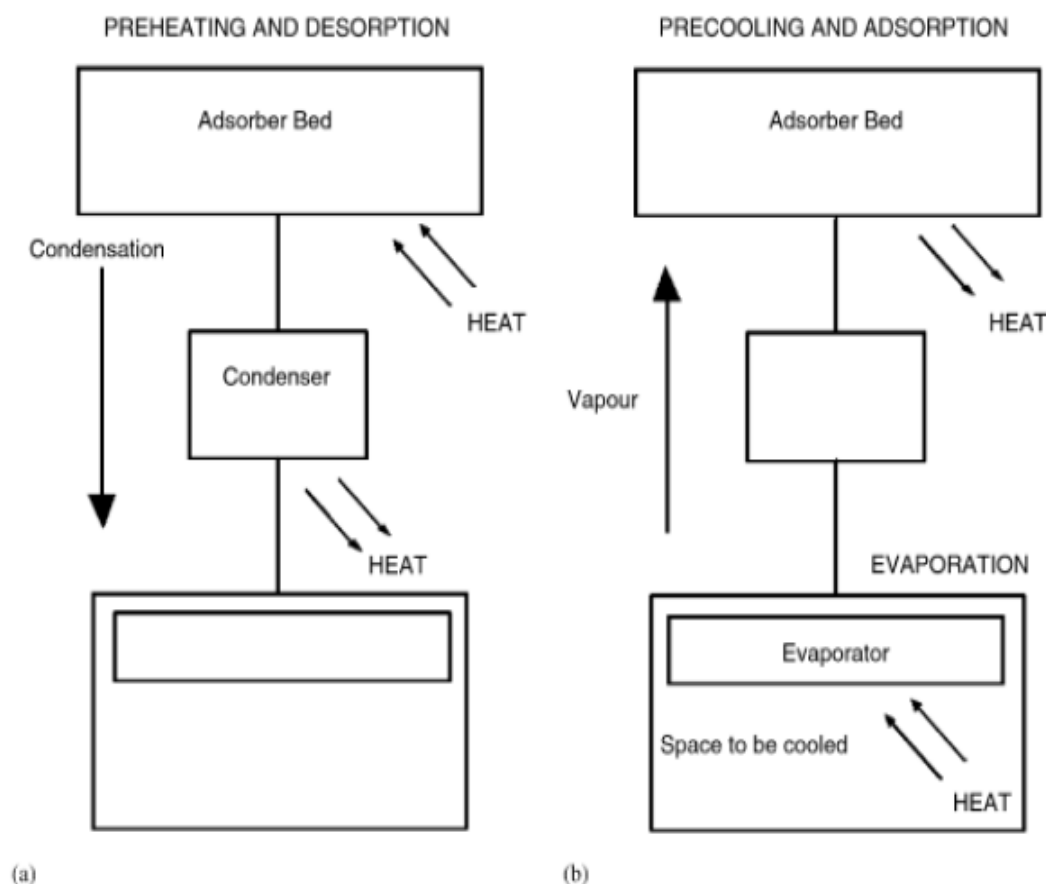 PREHEATING AND DESORPTION
Adsorber Bed
Condensation
HEAT
Condenser
HEAT
(a)
PRECOOLING AND ADSORPTION
Adsorber Bed
HEAT
Vapour
EVAPORATION
Evaporator
Space to be cooled
HEAT
(b)